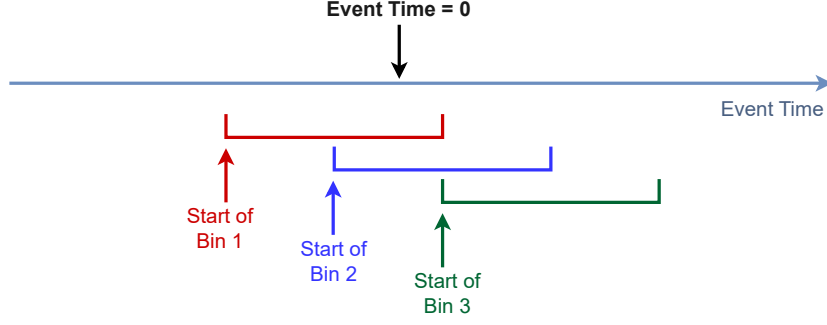 Event Time = 0
Event Time
Start of
Bin 1
Start of
Bin 2
Start of
Bin 3